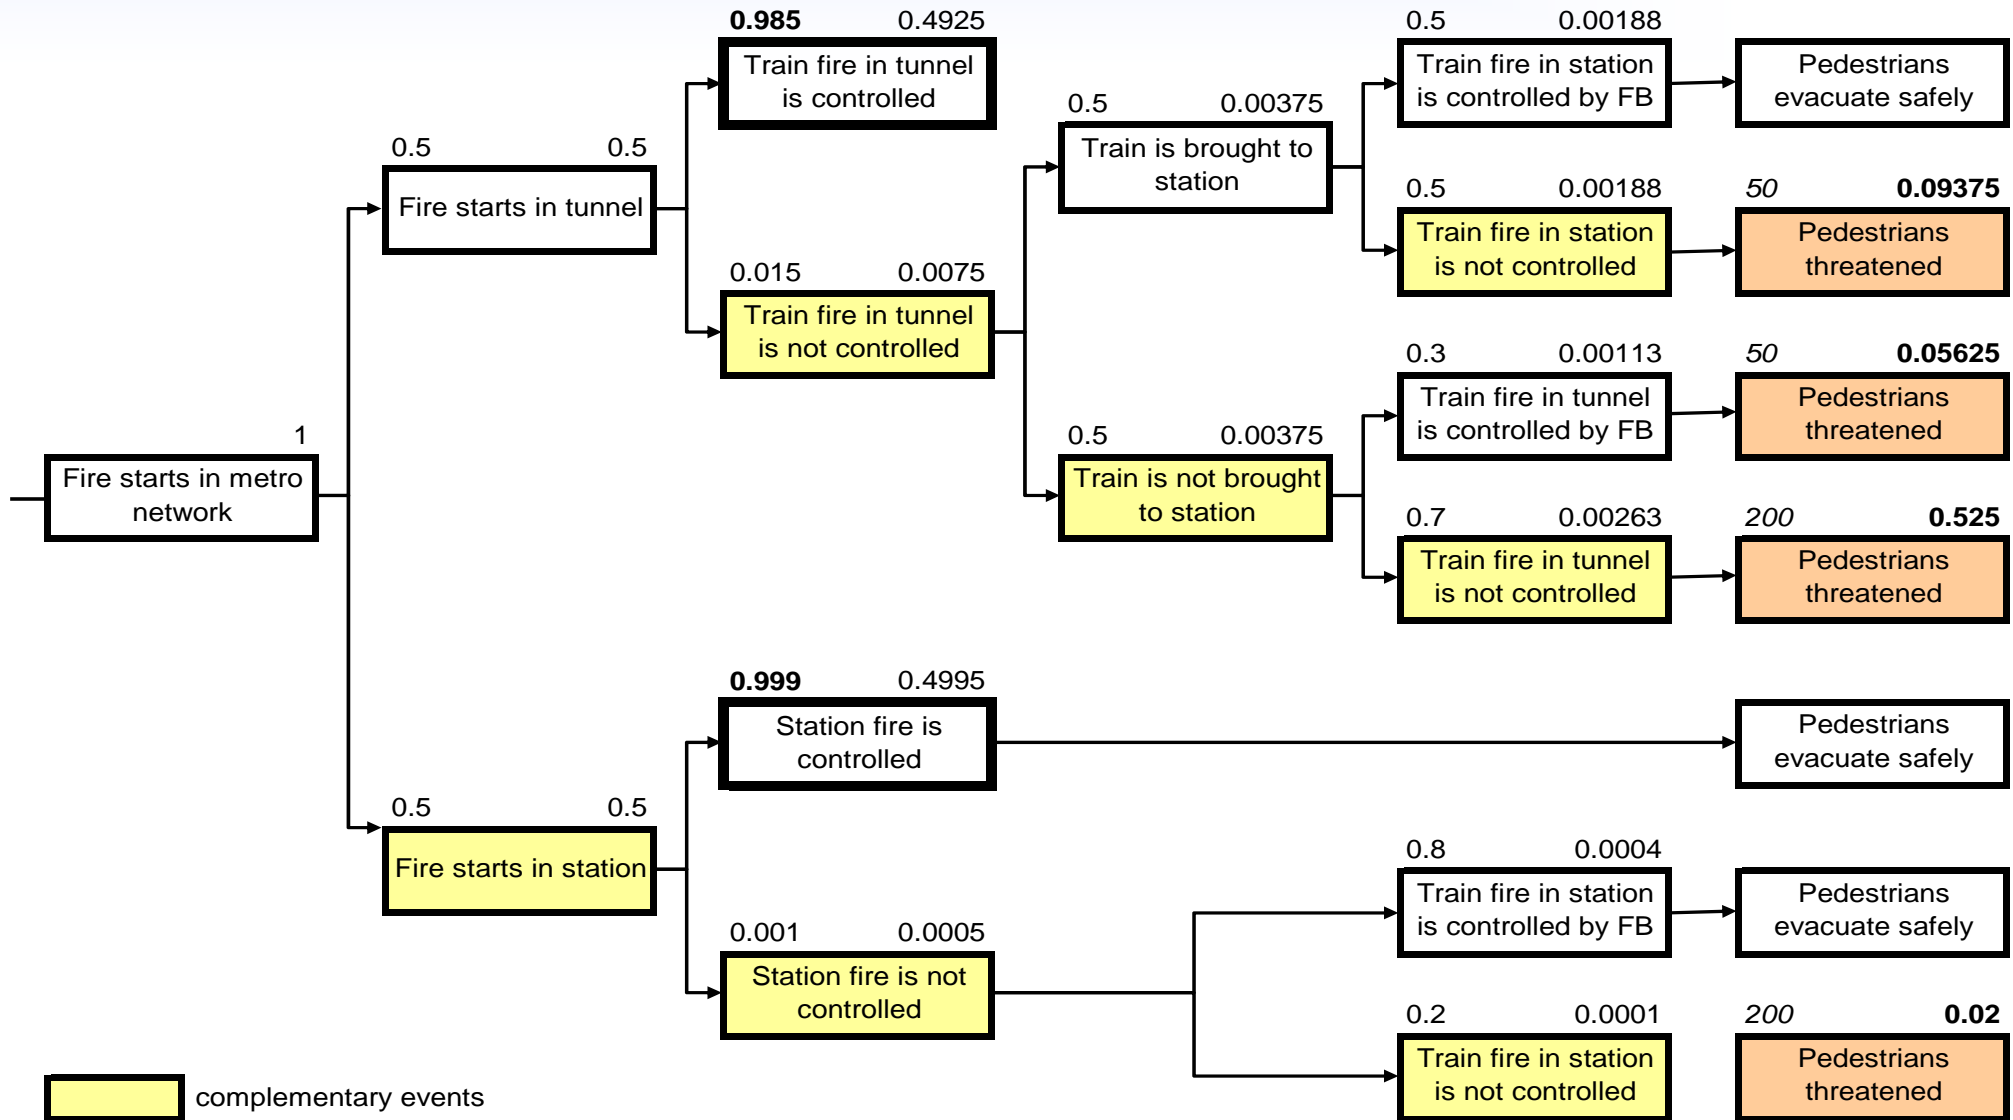 0.985 0.4925
Train fire in tunnel
is controlled
0.5 0.00188
Train fire in station
is controlled by FB
Pedestrians
evacuate safely
0.5 0.00375
Train is brought to
station
0.5 0.5
Fire starts in tunnel
0.5 0.00188
Train fire in station
is not controlled
50 0.09375
Pedestrians
threatened
0.015 0.0075
Train fire in tunnel
is not controlled
0.3 0.00113
Train fire in tunnel
is controlled by FB
50 0.05625
Pedestrians
threatened
1
Fire starts in metro
network
0.5 0.00375
Train is not brought
to station
0.7 0.00263
Train fire in tunnel
is not controlled
200 0.525
Pedestrians
threatened
0.999 0.4995
Station fire is
controlled
Pedestrians
evacuate safely
0.5 0.5
Fire starts in station
0.8 0.0004
Train fire in station
is controlled by FB
Pedestrians
evacuate safely
0.001 0.0005
Station fire is not
controlled
0.2 0.0001
Train fire in station
is not controlled
200 0.02
Pedestrians
threatened
complementary events